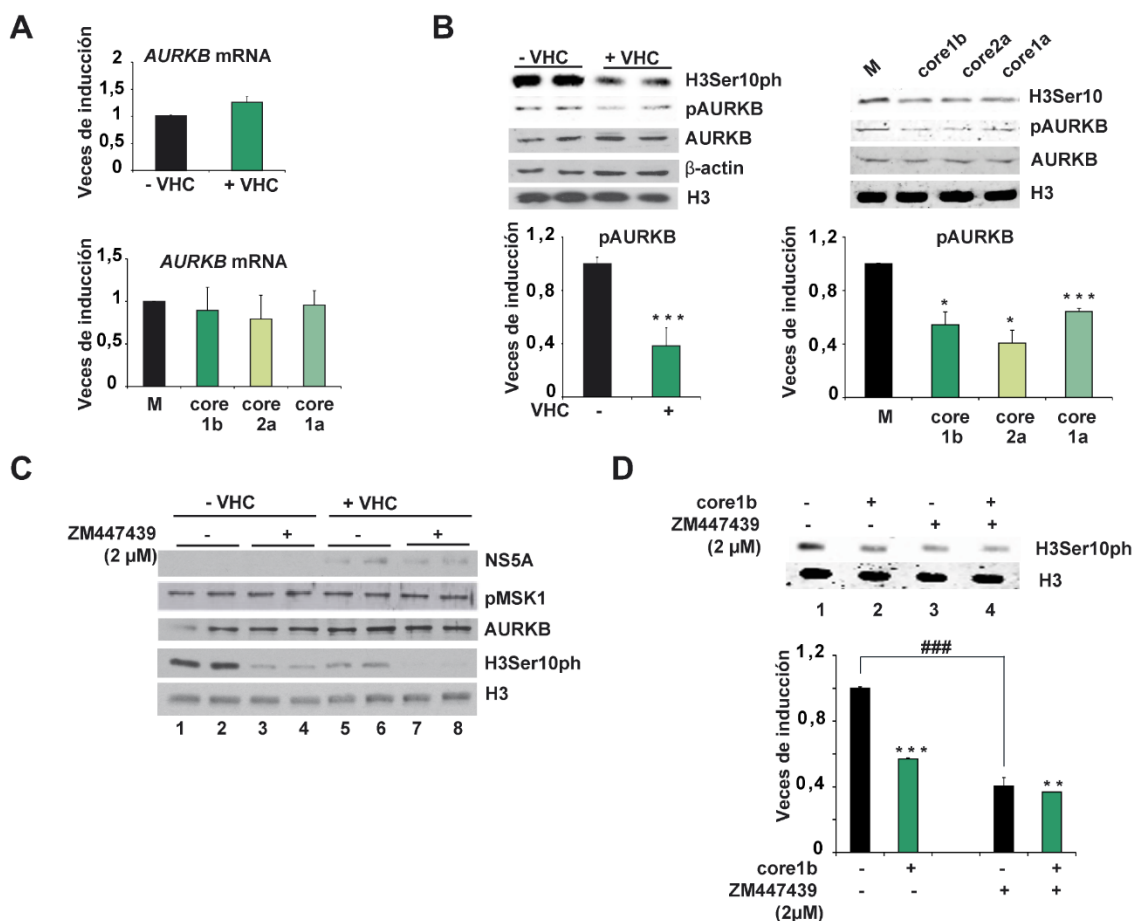 A
AURKB mRNA
Veces de inducción
2
1,5
1
0,5
0
- VHC + VHC
AURKB mRNA
Veces de inducción
1,5
1
0,5
0
M core 1b core 2a core 1a
B
- VHC + VHC
H3Ser10ph
pAURKB
AURKB
β-actin
H3
pAURKB
Veces de inducción
1,2
0,8
0,4
0
* * *
VHC - +
M core1b core2a core1a
H3Ser10
pAURKB
AURKB
H3
pAURKB
Veces de inducción
1,2
0,8
0,4
0
* * * * *
M core 1b core 2a core 1a
C
- VHC + VHC
ZM447439 - + - +
(2 µM)
NS5A
pMSK1
AURKB
H3Ser10ph
H3
1 2 3 4 5 6 7 8
D
core1b - + - +
ZM447439 - - + +
(2 µM)
H3Ser10ph
H3
1 2 3 4
Veces de inducción
1,2
0,8
0,4
0
###
* * *
* *
core1b - + - +
ZM447439 - - + +
(2µM)